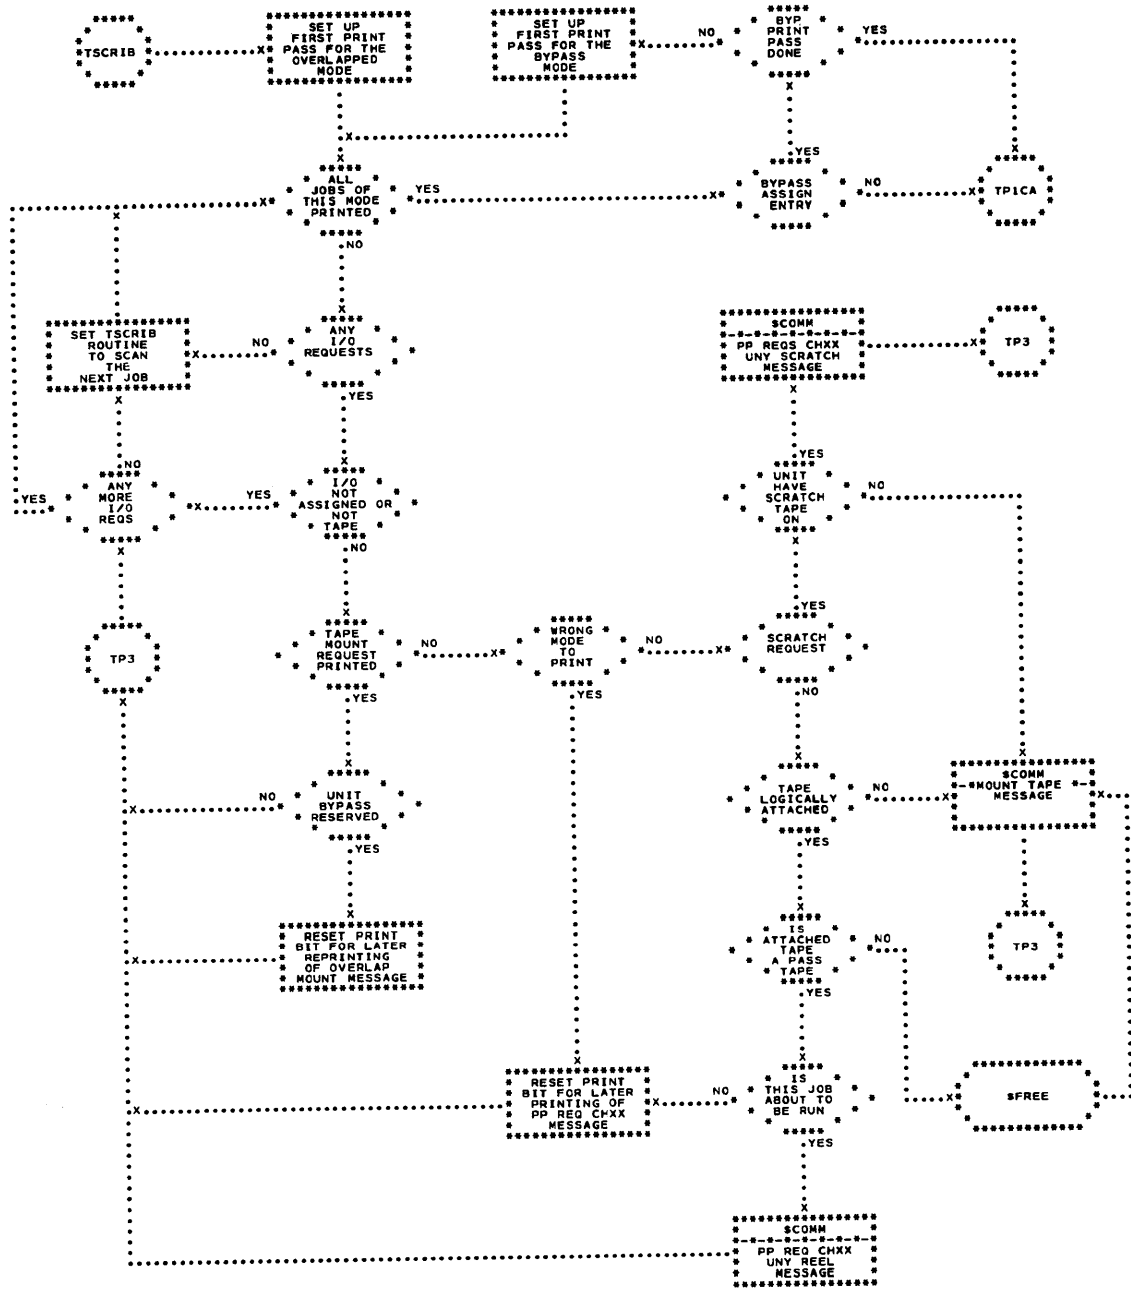 TSCRIB
SET UP
FIRST PRINT
PASS FOR THE
OVERLAPPED
MODE
SET UP
FIRST PRINT
PASS FOR THE
BYPASS
MODE
NO
BYP
PRINT
PASS
DONE
YES
ALL
JOBS OF
THIS MODE
PRINTED
YES
NO
YES
BYPASS
ASSIGN
ENTRY
NO
TP1CA
SET TSCRIB
ROUTINE
TO SCAN
THE
NEXT JOB
NO
ANY
I/O
REQUESTS
YES
$COMM
PP REQS CHXX
UNY SCRATCH
MESSAGE
TP3
YES
NO
ANY
MORE
I/O
REQS
YES
I/O
NOT
ASSIGNED OR
NOT
TAPE
NO
YES
UNIT
HAVE
SCRATCH
TAPE
ON
NO
TP3
TAPE
MOUNT
REQUEST
PRINTED
NO
YES
WRONG
MODE
TO
PRINT
NO
YES
YES
SCRATCH
REQUEST
NO
NO
UNIT
BYPASS
RESERVED
YES
TAPE
LOGICALLY
ATTACHED
NO
YES
$COMM
MOUNT TAPE
MESSAGE
RESET PRINT
BIT FOR LATER
REPRINTING
OF OVERLAP
MOUNT MESSAGE
IS
ATTACHED
TAPE
A PASS
TAPE
NO
YES
TP3
RESET PRINT
BIT FOR LATER
PRINTING OF
PP REQ CHXX
MESSAGE
NO
IS
THIS JOB
ABOUT TO
BE RUN
YES
$FREE
$COMM
PP REQ CHXX
UNY REEL
MESSAGE